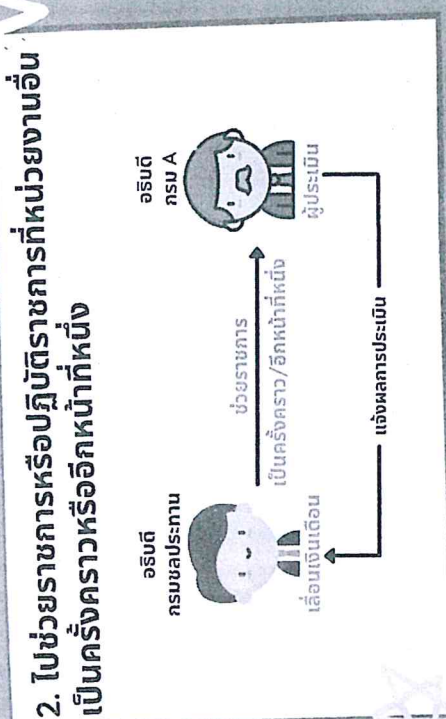 2. ไปช่วยราชการหรือปฏิบัติราชการที่หน่วยงานอื่น
เป็นครั้งคราวหรืออีกหน้าที่หนึ่ง
อธิบดี
กรมชลประทาน
เลื่อนเงินเดือน
ช่วยราชการ
เป็นครั้งคราว/อีกหน้าที่หนึ่ง
อธิบดี
กรม A
ผู้ประเมิน
แจ้งผลการประเมิน